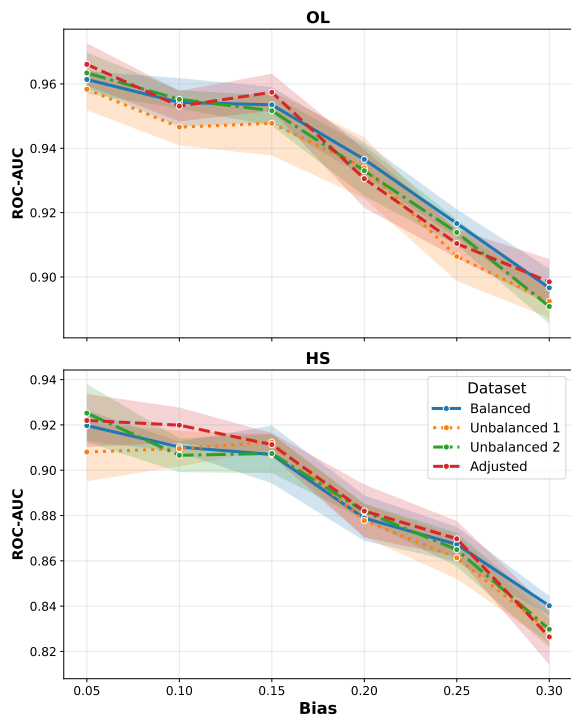 OL
0.96
0.94
0.92
0.90
ROC-AUC
HS
0.94
0.92
0.90
0.88
0.86
0.84
0.82
ROC-AUC
Dataset
Balanced
Unbalanced 1
Unbalanced 2
Adjusted
0.05 0.10 0.15 0.20 0.25 0.30
Bias